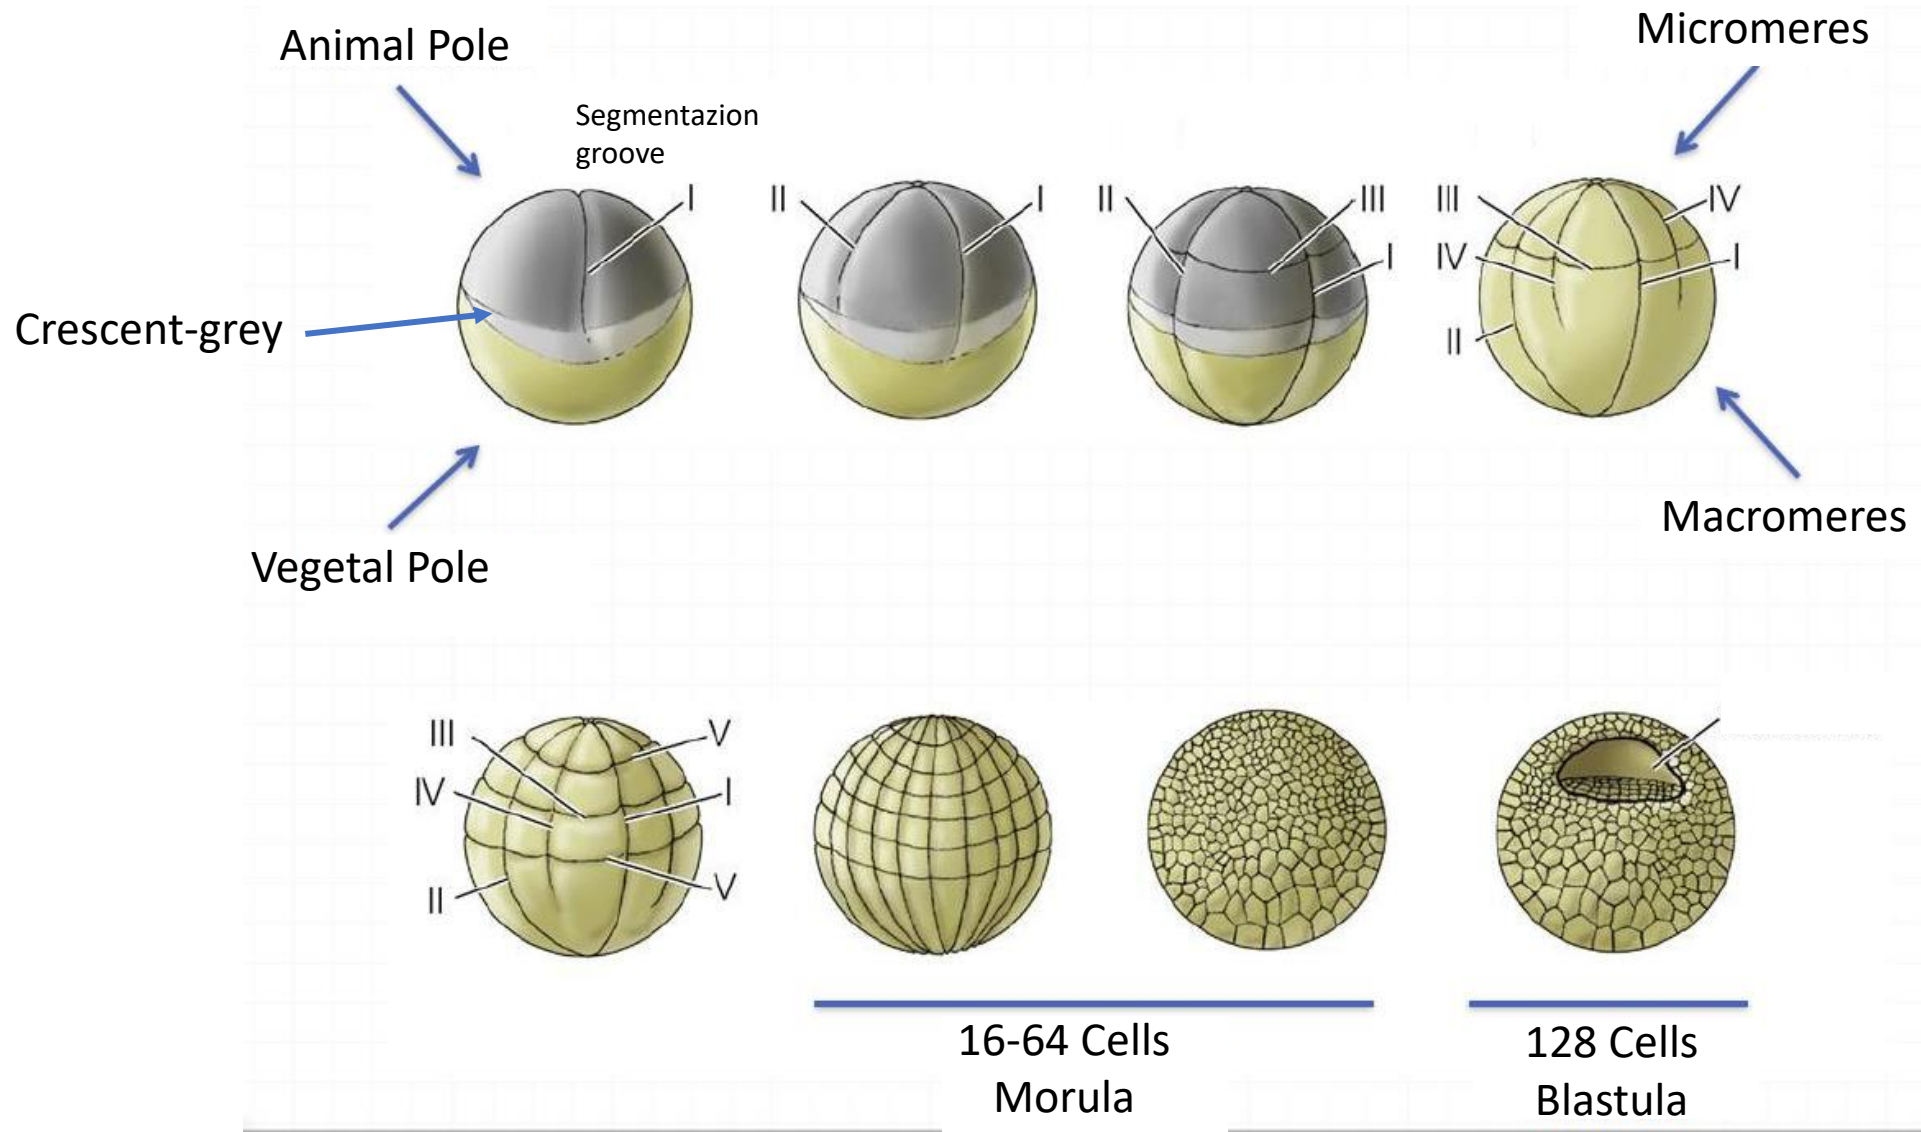 Animal Pole
Micromeres
Segmentazion
groove
I
II
I
II
III
I
III
IV
IV
I
II
Crescent-grey
Macromeres
Vegetal Pole
III
V
IV
I
II
V
16-64 Cells
Morula
128 Cells
Blastula